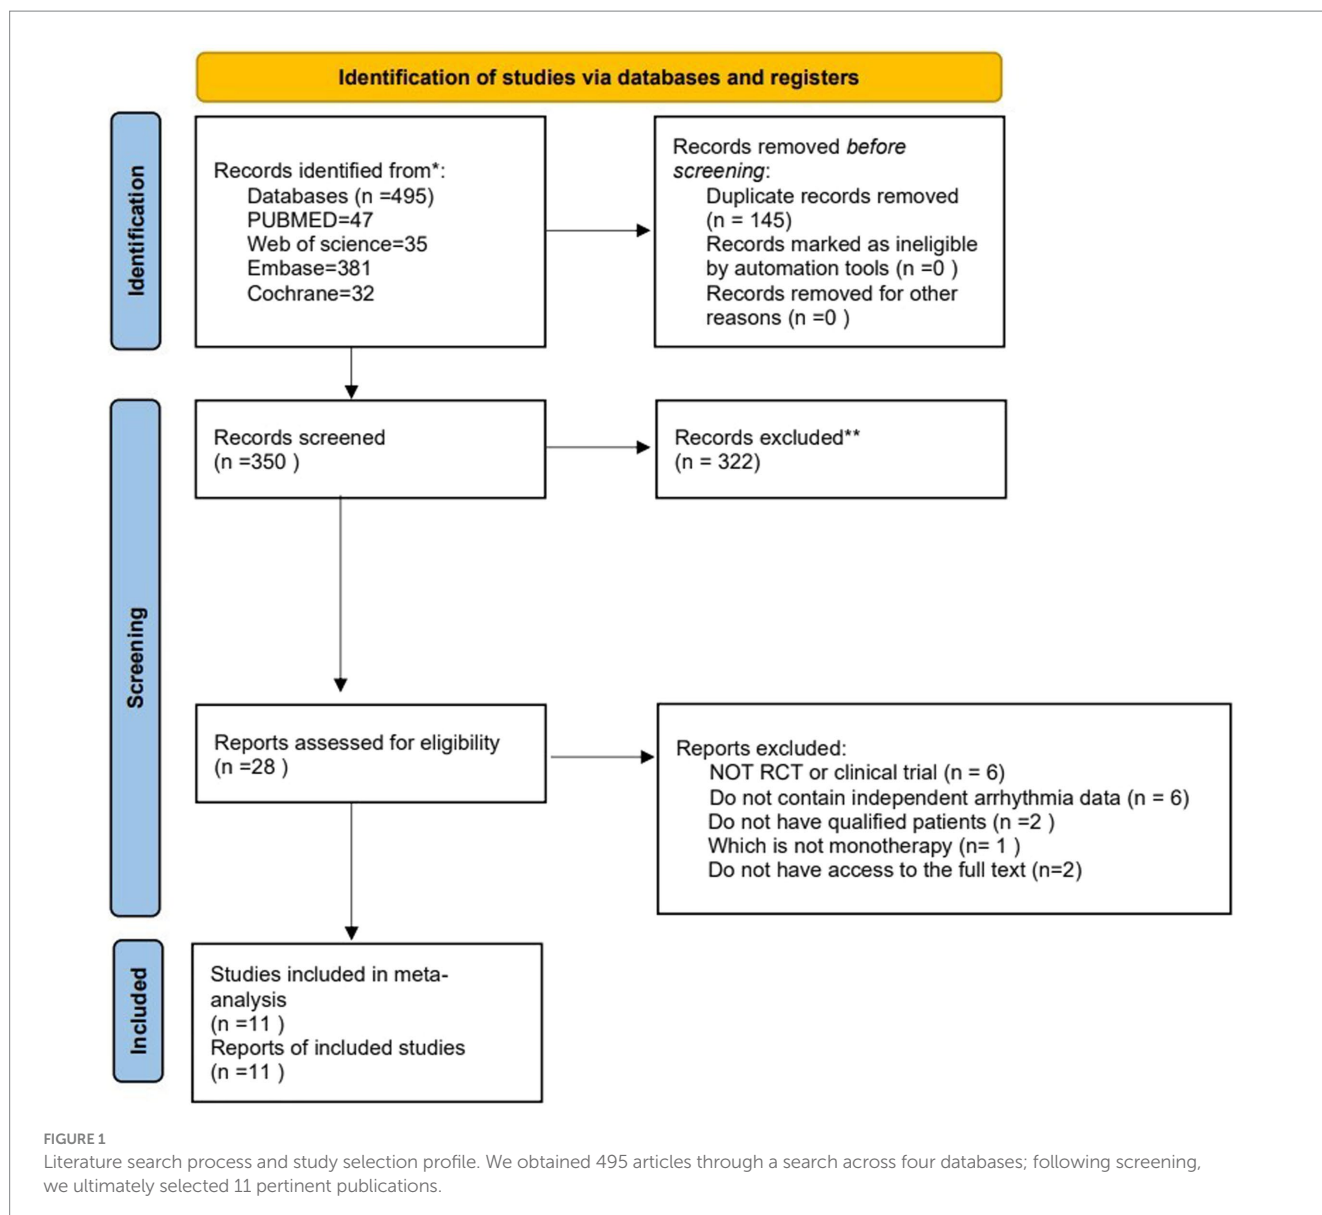 Identification of studies via databases and registers
Identification
Records identified from*:
Databases (n =495)
PUBMED=47
Web of science=35
Embase=381
Cochrane=32
Records removed before
screening:
Duplicate records removed
(n = 145)
Records marked as ineligible
by automation tools (n =0 )
Records removed for other
reasons (n =0 )
Screening
Records screened
(n =350 )
Records excluded**
(n = 322)
Reports assessed for eligibility
(n =28 )
Reports excluded:
NOT RCT or clinical trial (n = 6)
Do not contain independent arrhythmia data (n = 6)
Do not have qualified patients (n =2 )
Which is not monotherapy (n= 1 )
Do not have access to the full text (n=2)
Included
Studies included in meta-
analysis
(n =11 )
Reports of included studies
(n =11 )
FIGURE 1
Literature search process and study selection profile. We obtained 495 articles through a search across four databases; following screening,
we ultimately selected 11 pertinent publications.